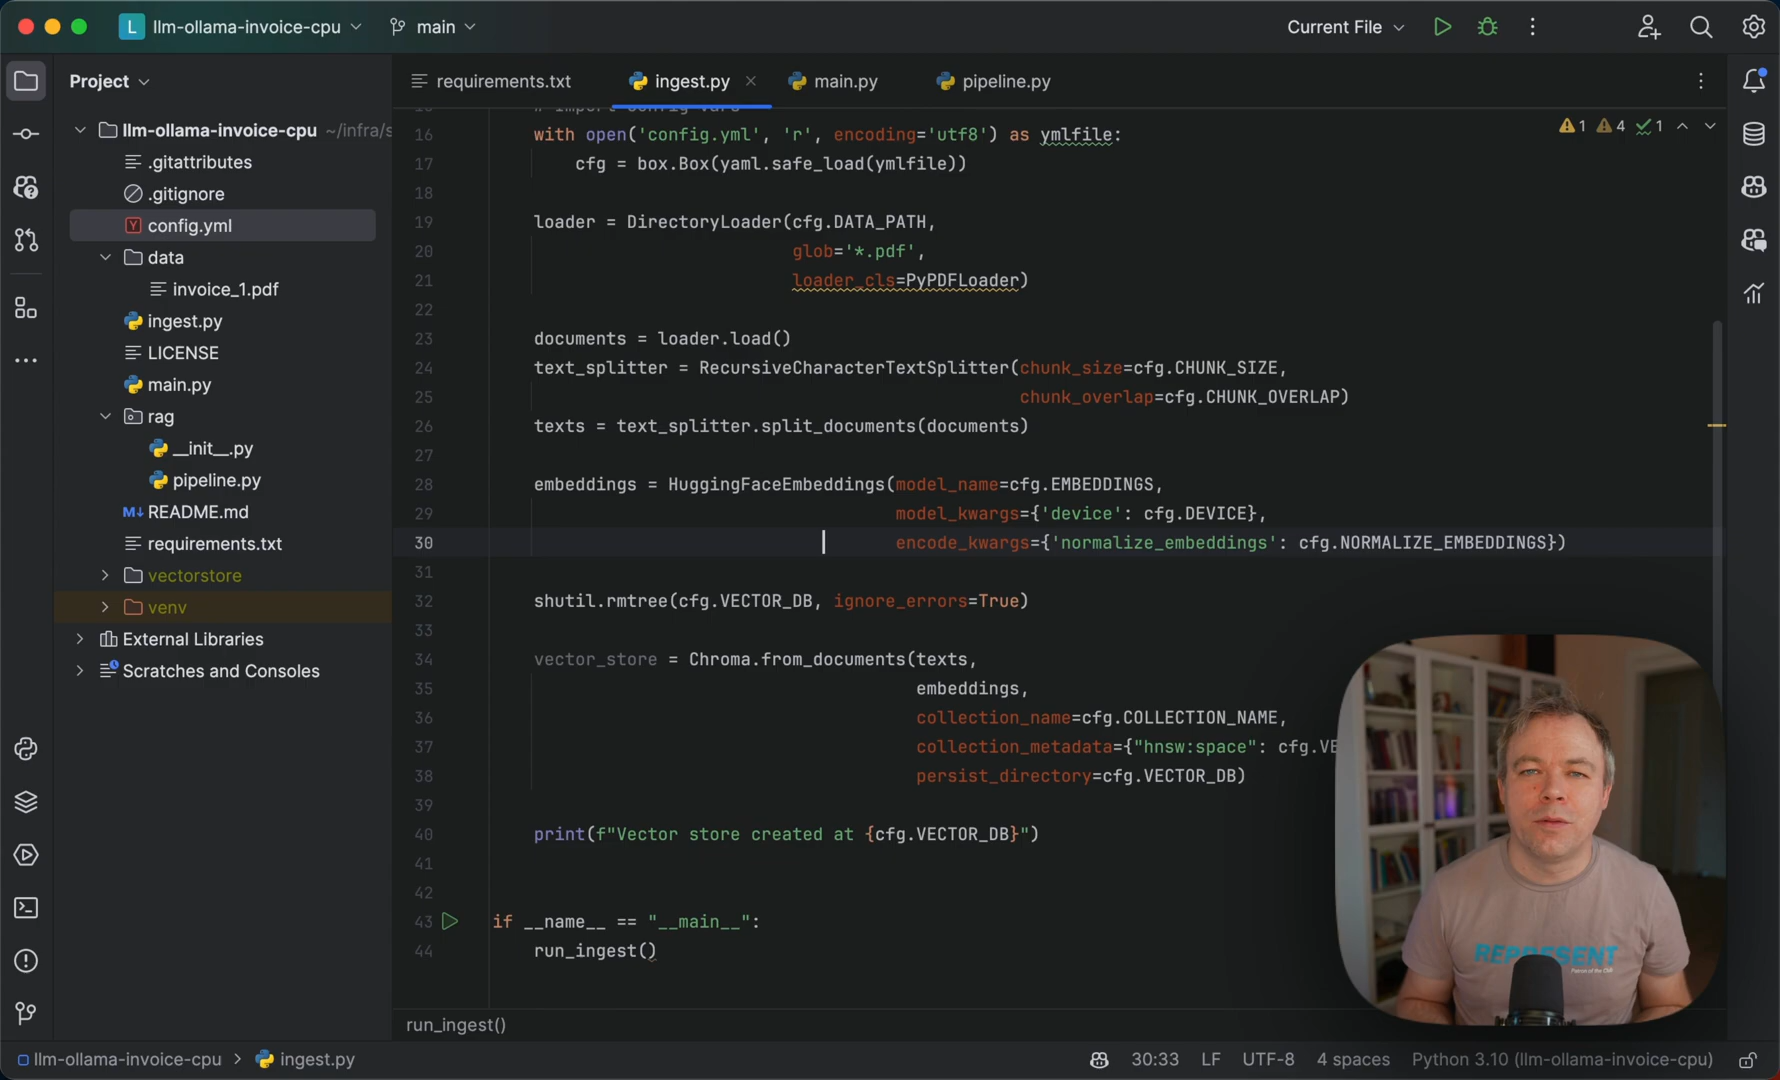 L llm-ollama-invoice-cpu main Current File
Project
requirements.txt ingest.py main.py pipeline.py
llm-ollama-invoice-cpu ~/infra/s
.gitattributes
.gitignore
config.yml
data
invoice_1.pdf
ingest.py
LICENSE
main.py
rag
__init__.py
pipeline.py
M↓ README.md
requirements.txt
vectorstore
venv
External Libraries
Scratches and Consoles
1 4 1
16 with open('config.yml', 'r', encoding='utf8') as ymlfile:
17 cfg = box.Box(yaml.safe_load(ymlfile))
18
19 loader = DirectoryLoader(cfg.DATA_PATH,
20 glob='*.pdf',
21 loader_cls=PyPDFLoader)
22
23 documents = loader.load()
24 text_splitter = RecursiveCharacterTextSplitter(chunk_size=cfg.CHUNK_SIZE,
25 chunk_overlap=cfg.CHUNK_OVERLAP)
26 texts = text_splitter.split_documents(documents)
27
28 embeddings = HuggingFaceEmbeddings(model_name=cfg.EMBEDDINGS,
29 model_kwargs={'device': cfg.DEVICE},
30 encode_kwargs={'normalize_embeddings': cfg.NORMALIZE_EMBEDDINGS})
31
32 shutil.rmtree(cfg.VECTOR_DB, ignore_errors=True)
33
34 vector_store = Chroma.from_documents(texts,
35 embeddings,
36 collection_name=cfg.COLLECTION_NAME,
37 collection_metadata={"hnsw:space": cfg.VE
38 persist_directory=cfg.VECTOR_DB)
39
40 print(f"Vector store created at {cfg.VECTOR_DB}")
41
42
43 if __name__ == "__main__":
44 run_ingest()
REPRESENT
run_ingest()
llm-ollama-invoice-cpu > ingest.py 30:33 LF UTF-8 4 spaces Python 3.10 (llm-ollama-invoice-cpu)